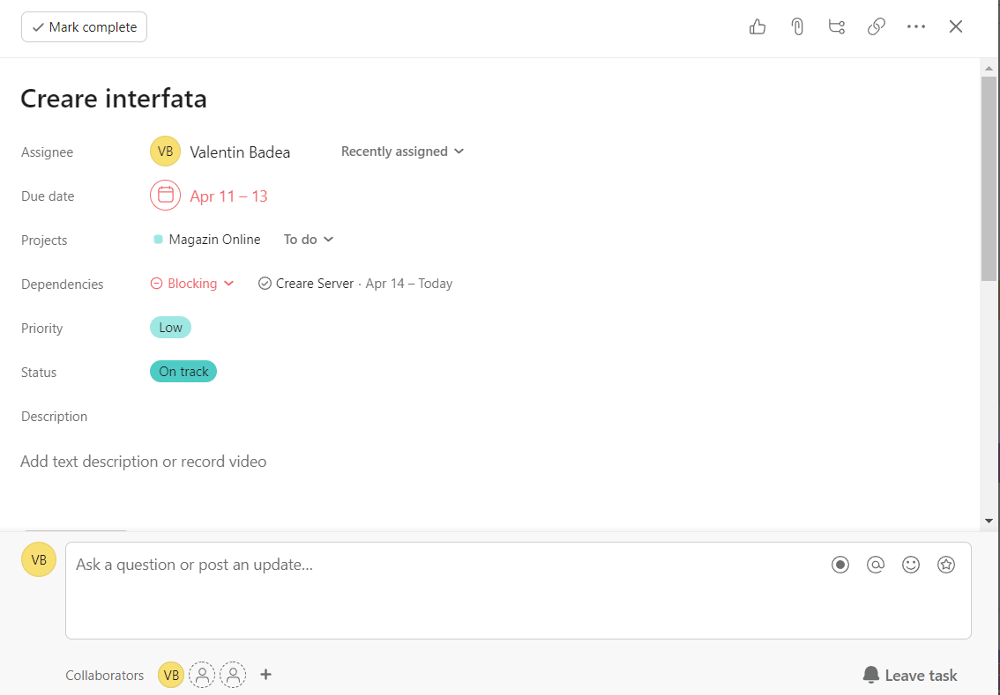 Mark complete
Creare interfata
Assignee VB Valentin Badea Recently assigned
Due date Apr 11 – 13
Projects Magazin Online To do
Dependencies Blocking Creare Server · Apr 14 – Today
Priority Low
Status On track
Description
Add text description or record video
VB Ask a question or post an update...
Collaborators VB Leave task